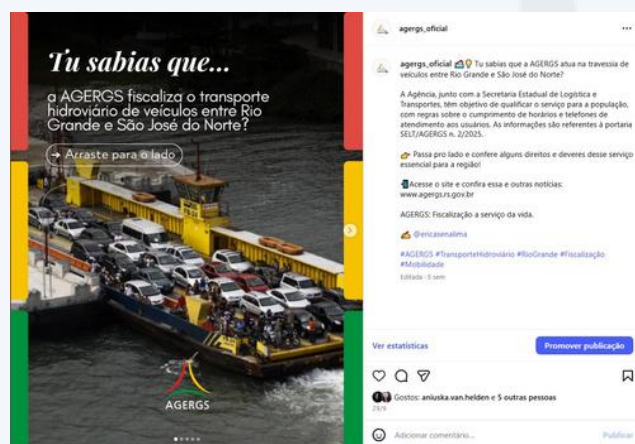 Tu sabias que...
a AGERGS fiscaliza o transporte
hidroviário de veículos entre Rio
Grande e São José do Norte?
→ Arraste para o lado
AGERGS
agergs_oficial
agergs_oficial Tu sabias que a AGERGS atua na travessia de
veículos entre Rio Grande e São José do Norte?
A Agência, junto com a Secretaria Estadual de Logística e
Transportes, têm objetivo de qualificar o serviço para a população,
com regras sobre o cumprimento de horários e telefones de
atendimento aos usuários. As informações são referentes à portaria
SELT/AGERGS n. 2/2025.
👉 Passa pro lado e confere alguns direitos e deveres desse serviço
essencial para a região!
Acesse o site e confira essa e outras notícias:
www.agergs.rs.gov.br
AGERGS: Fiscalização a serviço da vida.
✍ @ericasenalima
#AGERGS #TransporteHidroviário #RioGrande #Fiscalização
#Mobilidade
Editada · 5 sem
Ver estatísticas
Promover publicação
Gostos: aniuska.van.helden e 5 outras pessoas
29/9
Adicionar comentário...
Publicar